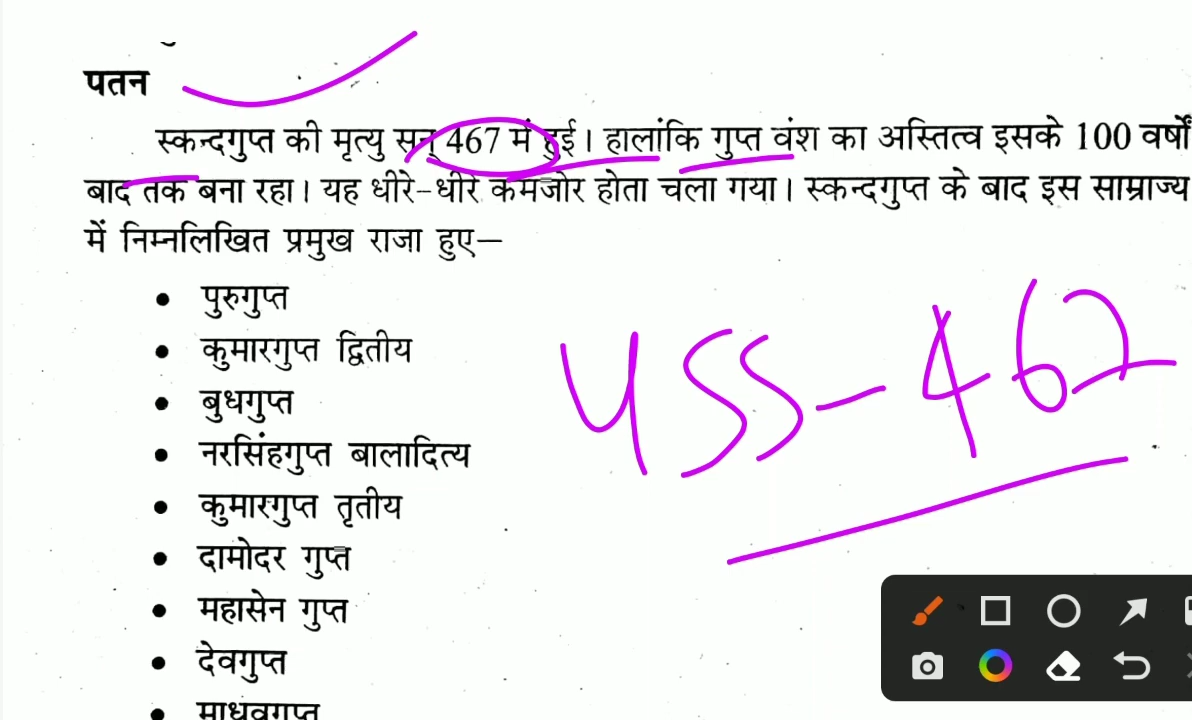 पतन
स्कन्दगुप्त की मृत्यु सन् 467 में हुई। हालांकि गुप्त वंश का अस्तित्व इसके 100 वर्षों
बाद तक बना रहा। यह धीरे-धीरे कमजोर होता चला गया। स्कन्दगुप्त के बाद इस साम्राज्य
में निम्नलिखित प्रमुख राजा हुए—
• पुरुगुप्त
• कुमारगुप्त द्वितीय
• बुधगुप्त
• नरसिंहगुप्त बालादित्य
• कुमारगुप्त तृतीय
• दामोदर गुप्त
• महासेन गुप्त
• देवगुप्त
• माधवगुप्त
455-467